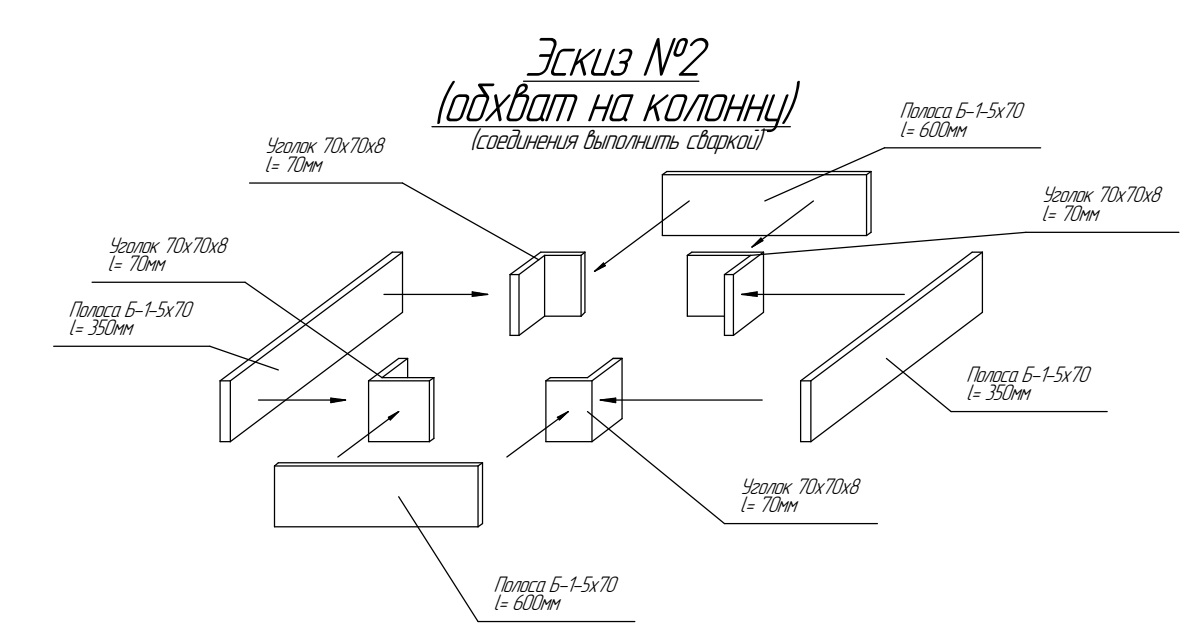 Эскиз №2
(обхват на колонну)
(соединения выполнить сваркой)
Полоса Б-1-5х70
l= 600мм
Уголок 70х70х8
l= 70мм
Уголок 70х70х8
l= 70мм
Уголок 70х70х8
l= 70мм
Полоса Б-1-5х70
l= 350мм
Полоса Б-1-5х70
l= 350мм
Уголок 70х70х8
l= 70мм
Полоса Б-1-5х70
l= 600мм